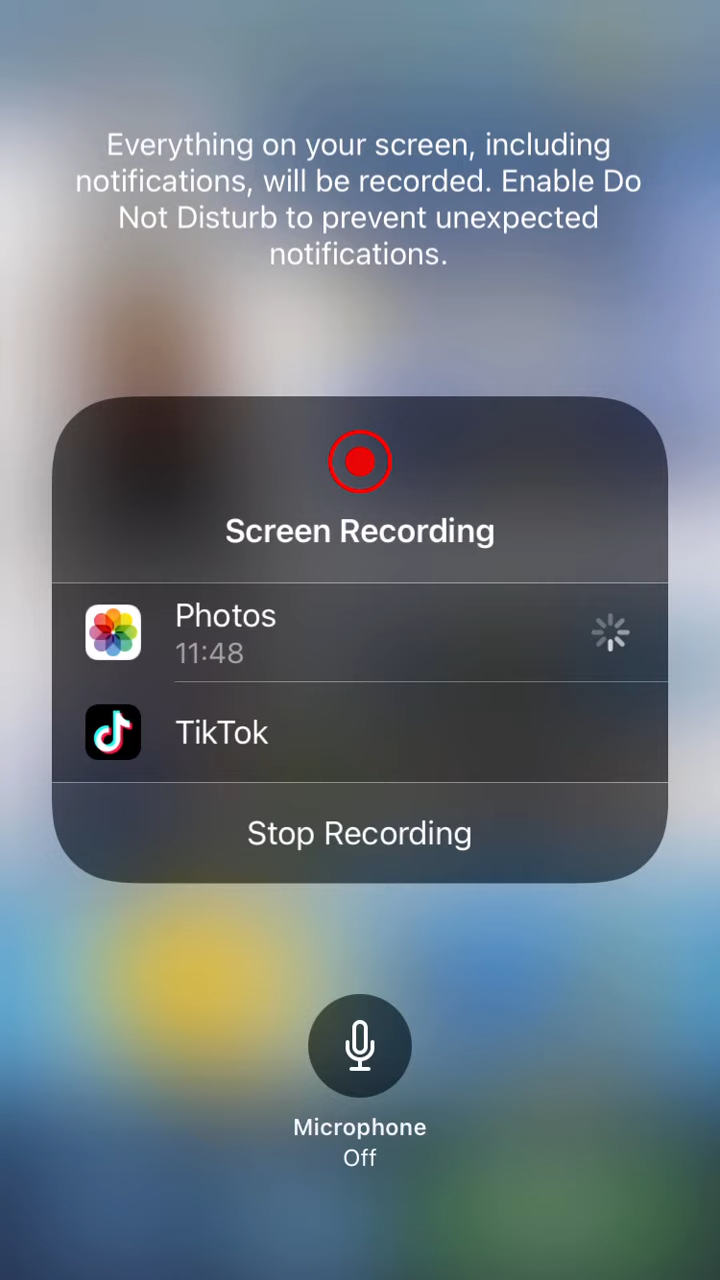 Everything on your screen, including
notifications, will be recorded. Enable Do
Not Disturb to prevent unexpected
notifications.
Screen Recording
Photos
11:48
TikTok
Stop Recording
Microphone
Off